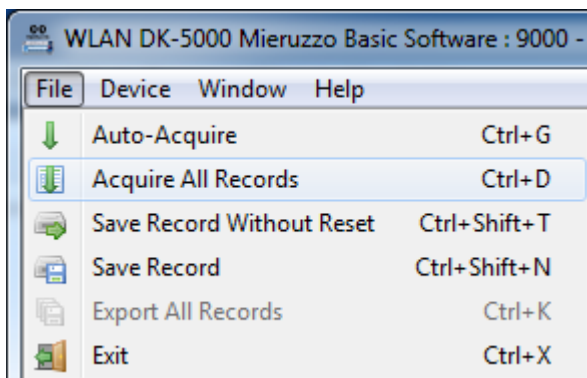 WLAN DK-5000 Mieruzzo Basic Software : 9000 -
File Device Window Help
Auto-Acquire Ctrl+G
Acquire All Records Ctrl+D
Save Record Without Reset Ctrl+Shift+T
Save Record Ctrl+Shift+N
Export All Records Ctrl+K
Exit Ctrl+X